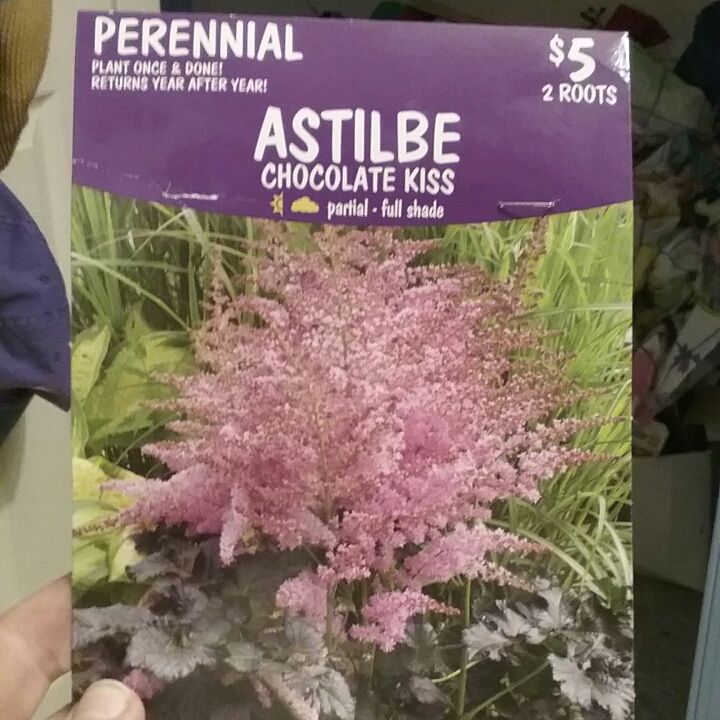 PERENNIAL
PLANT ONCE & DONE!
RETURNS YEAR AFTER YEAR!
$5
2 ROOTS
ASTILBE
CHOCOLATE KISS
partial - full shade